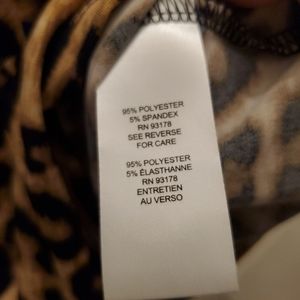 95% POLYESTER
5% SPANDEX
RN 93178
SEE REVERSE
FOR CARE
95% POLYESTER
5% ÉLASTHANNE
RN 93178
ENTRETIEN
AU VERSO